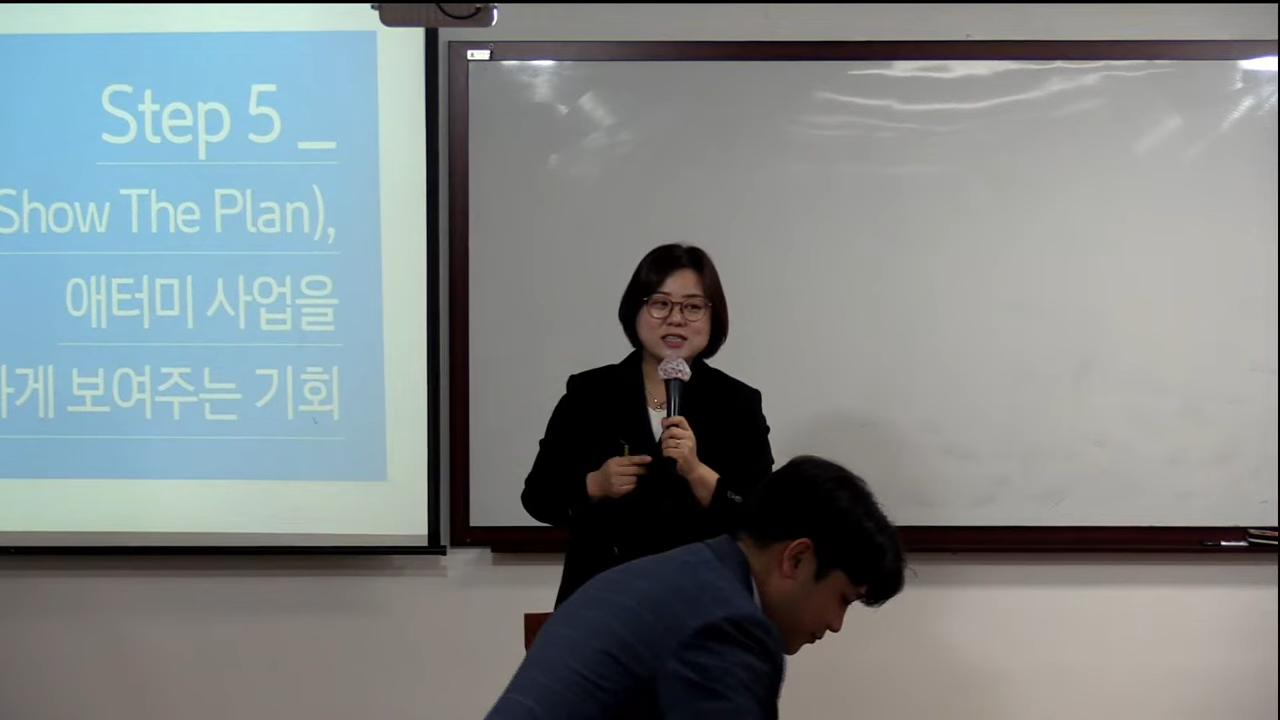 Step 5 _
Show The Plan),
애터미 사업을
하게 보여주는 기회